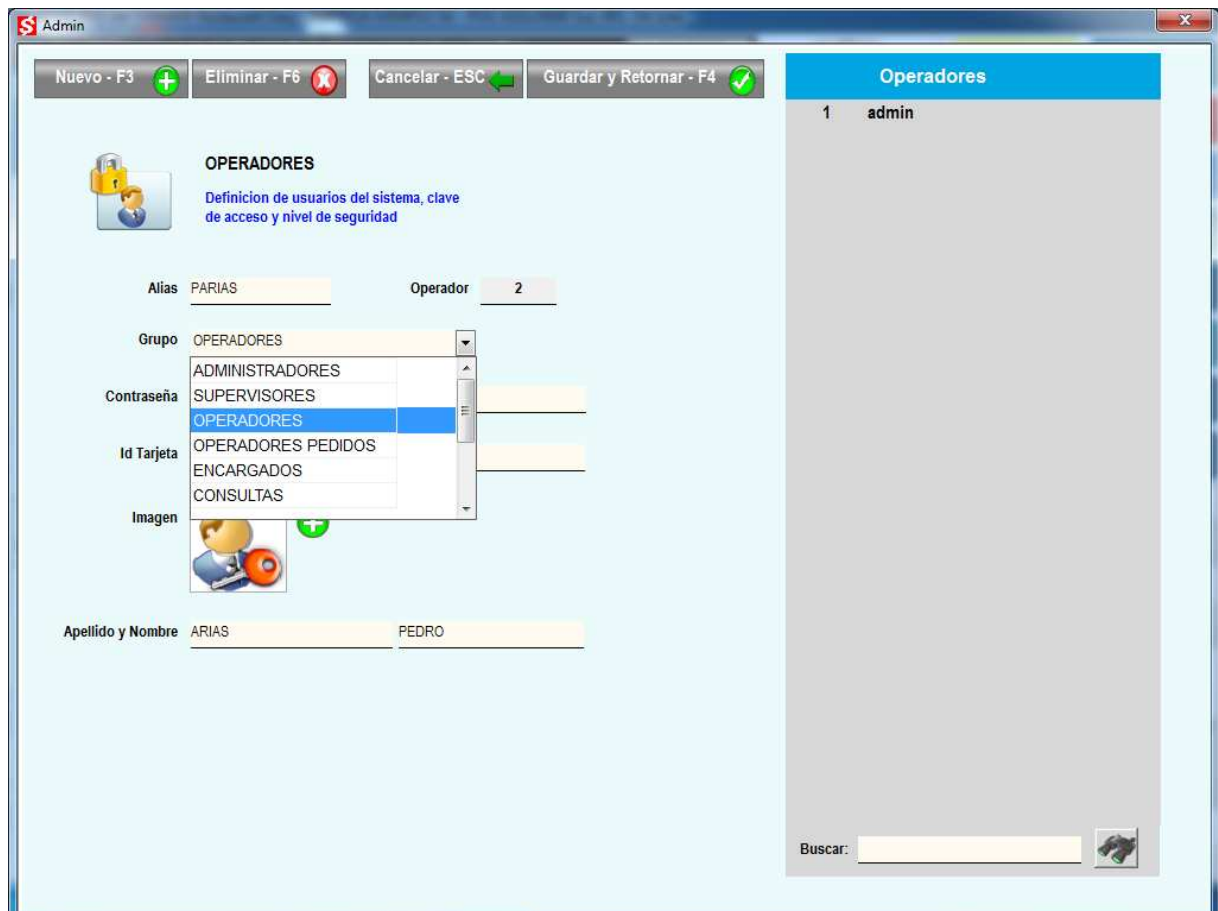 Admin
Nuevo - F3
Eliminar - F6
Cancelar - ESC
Guardar y Retornar - F4
Operadores
1 admin
OPERADORES
Definicion de usuarios del sistema, clave
de acceso y nivel de seguridad
Alias PARIAS Operador 2
Grupo OPERADORES
ADMINISTRADORES
Contraseña SUPERVISORES
OPERADORES
Id Tarjeta OPERADORES PEDIDOS
ENCARGADOS
CONSULTAS
Imagen
Apellido y Nombre ARIAS PEDRO
Buscar: